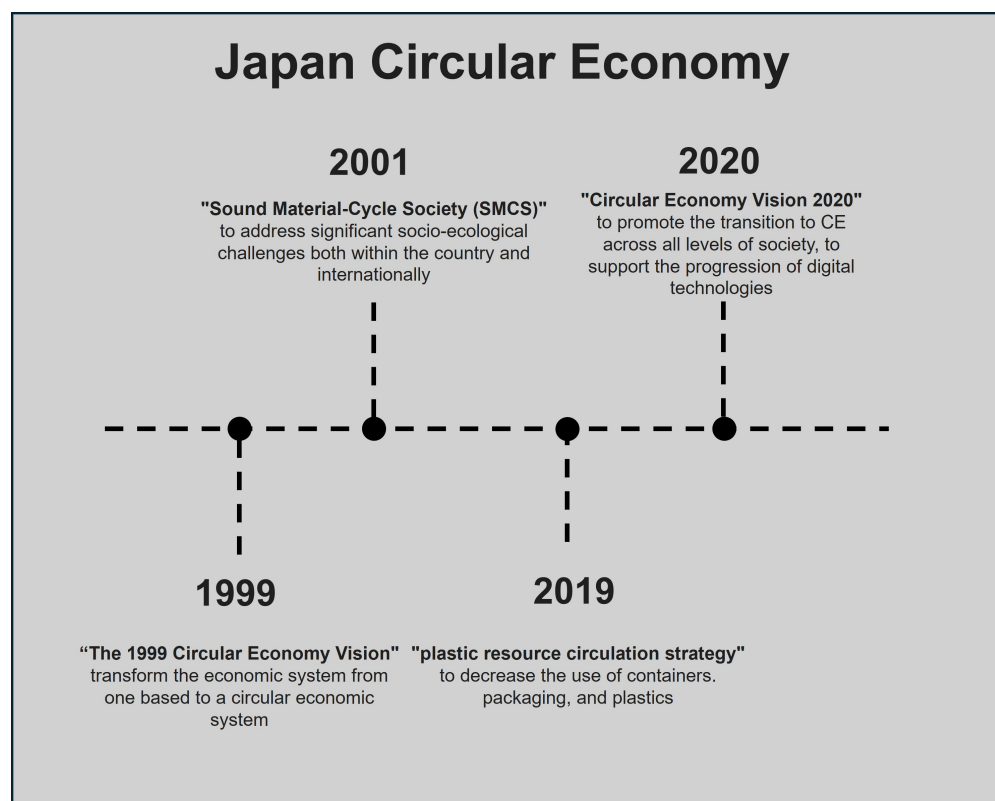 Japan Circular Economy
2001
"Sound Material-Cycle Society (SMCS)"
to address significant socio-ecological
challenges both within the country and
internationally
2020
"Circular Economy Vision 2020"
to promote the transition to CE
across all levels of society, to
support the progression of digital
technologies
1999
“The 1999 Circular Economy Vision"
transform the economic system from
one based to a circular economic
system
2019
"plastic resource circulation strategy"
to decrease the use of containers.
packaging, and plastics